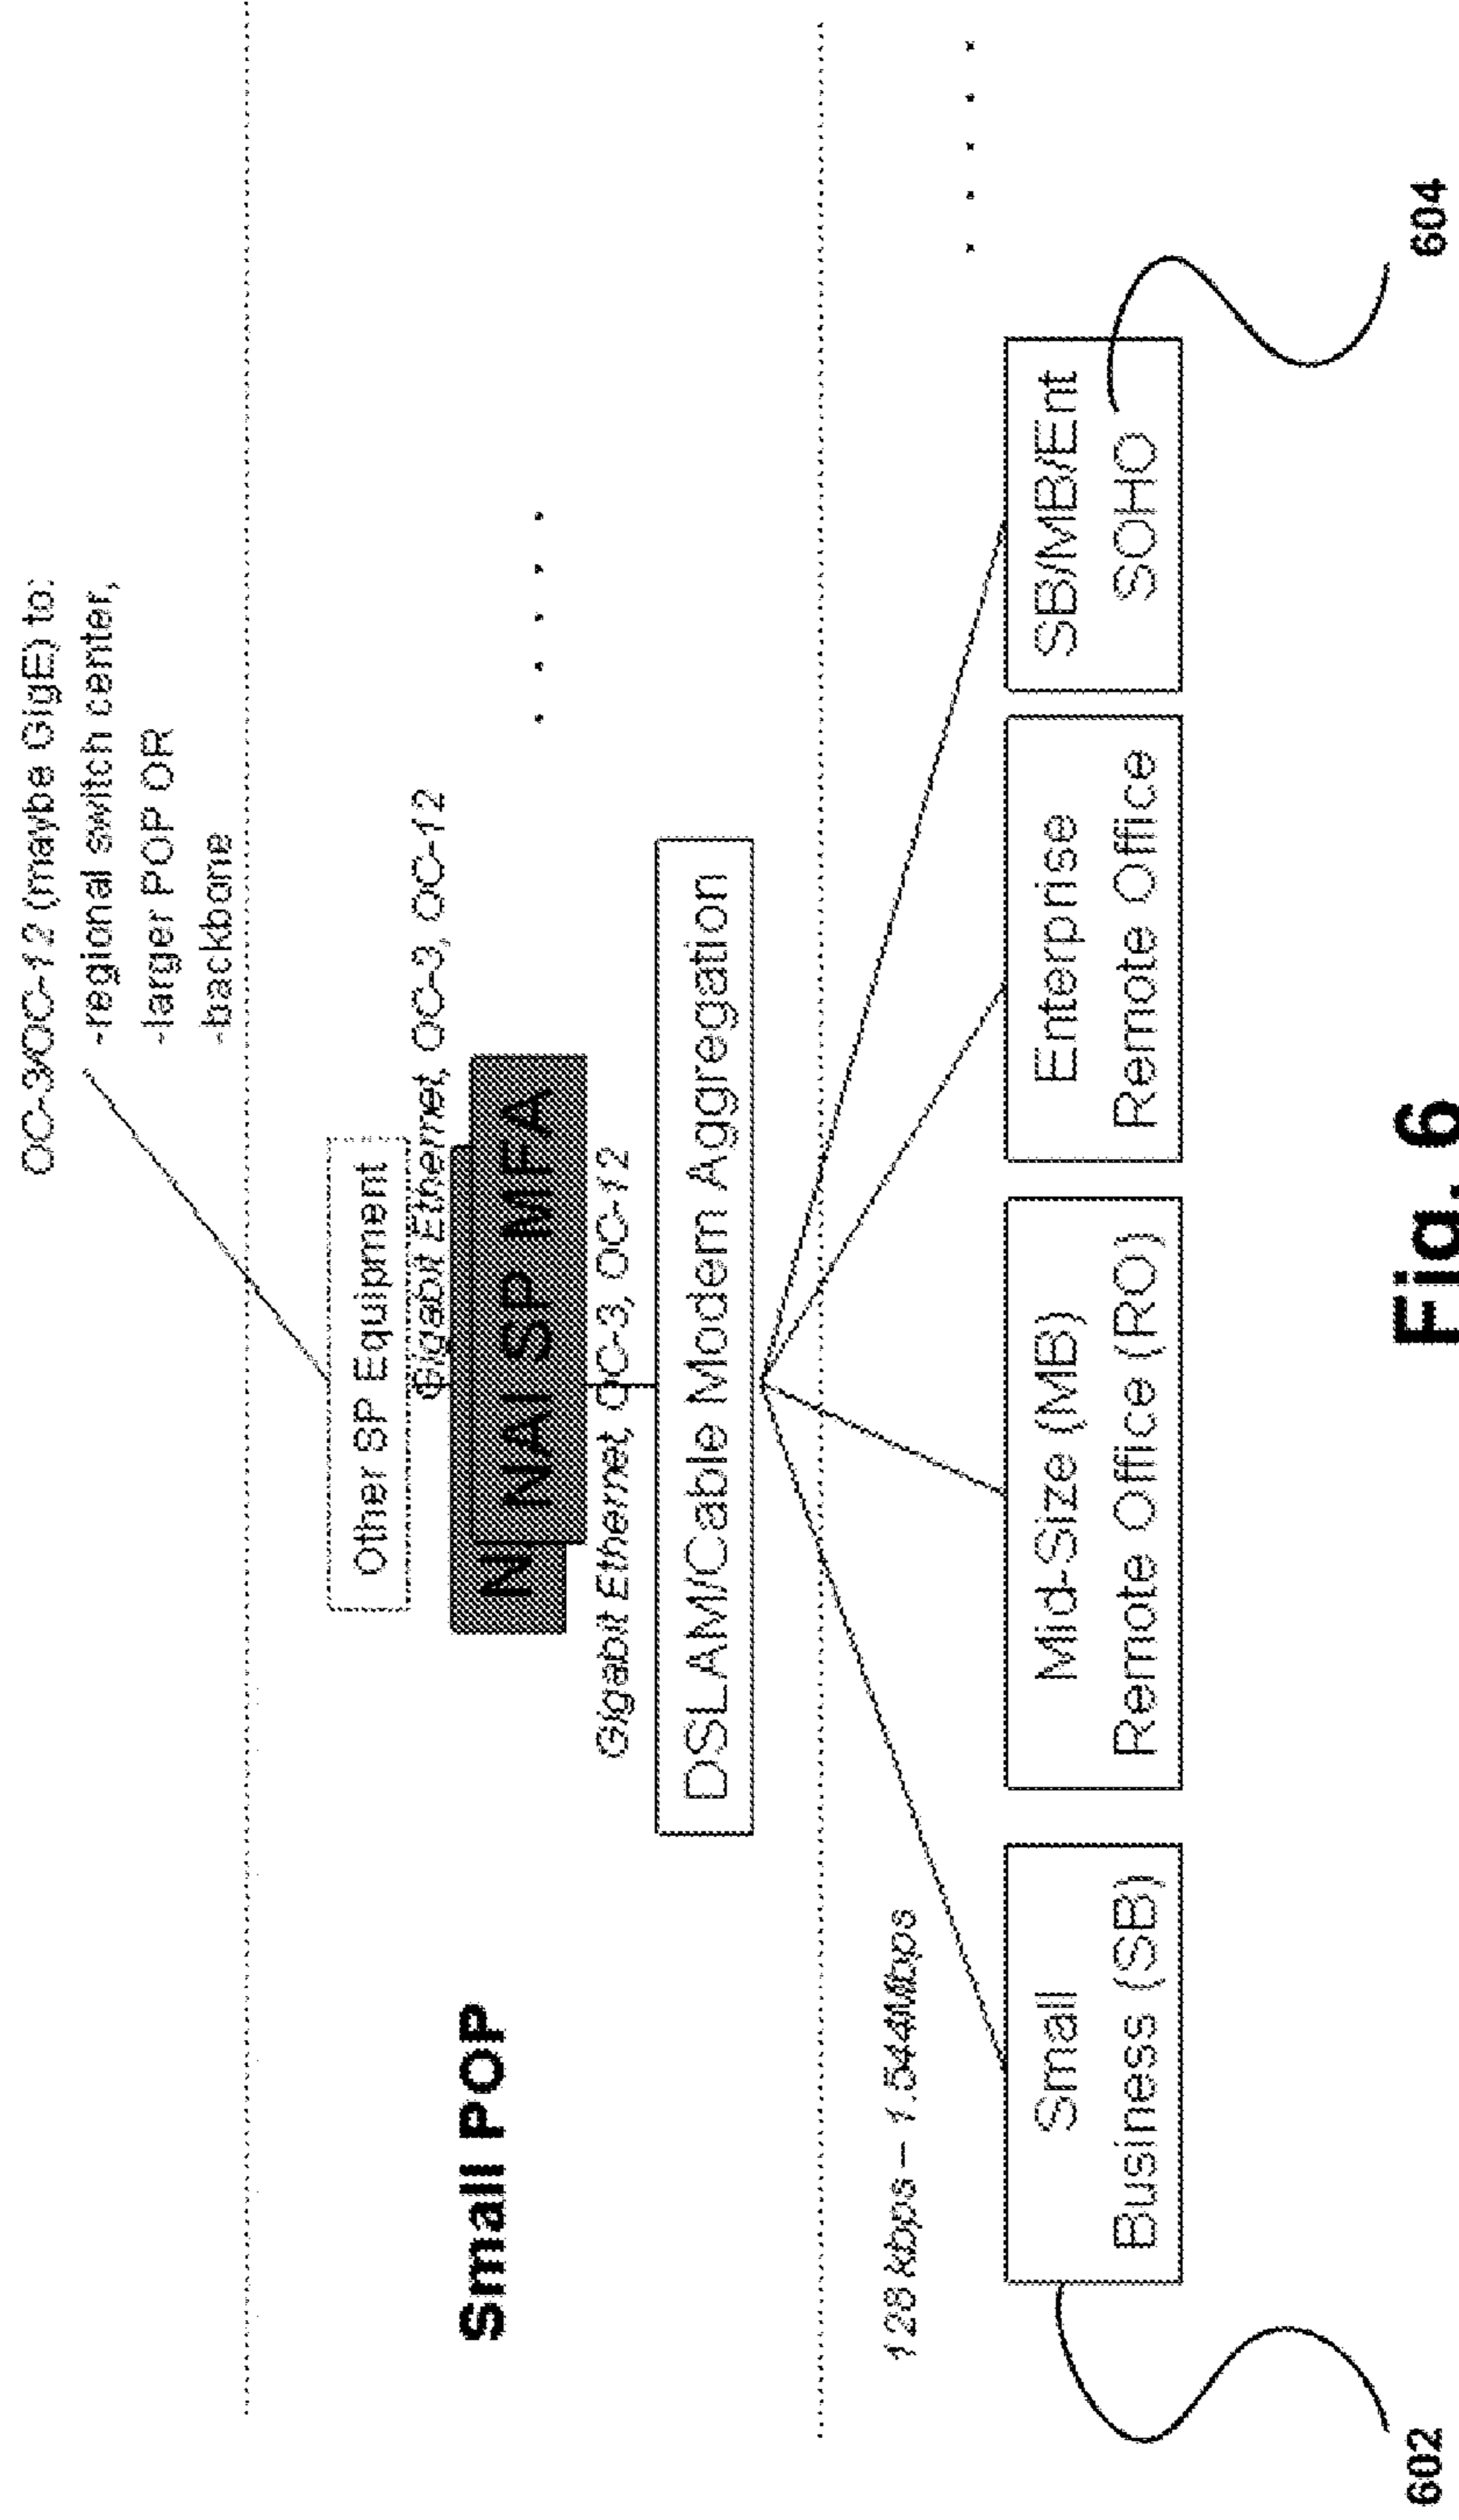 OC-3/OC-12 (maybe GigE) to:
-regional switch center,
-larger POP OR
-backbone
Other SP Equipment
Gigabit Ethernet, OC-3, OC-12
Small POP
N
NAI SP MFA
Gigabit Ethernet, OC-3, OC-12
DSLAM/Cable Modem Aggregation
128 kbps – 1.544Mbps
Small
Business (SB)
Mid-Size (MB)
Remote Office (RO)
Enterprise
Remote Office
SB/MB/Ent
SOHO
602
604
Fig. 6